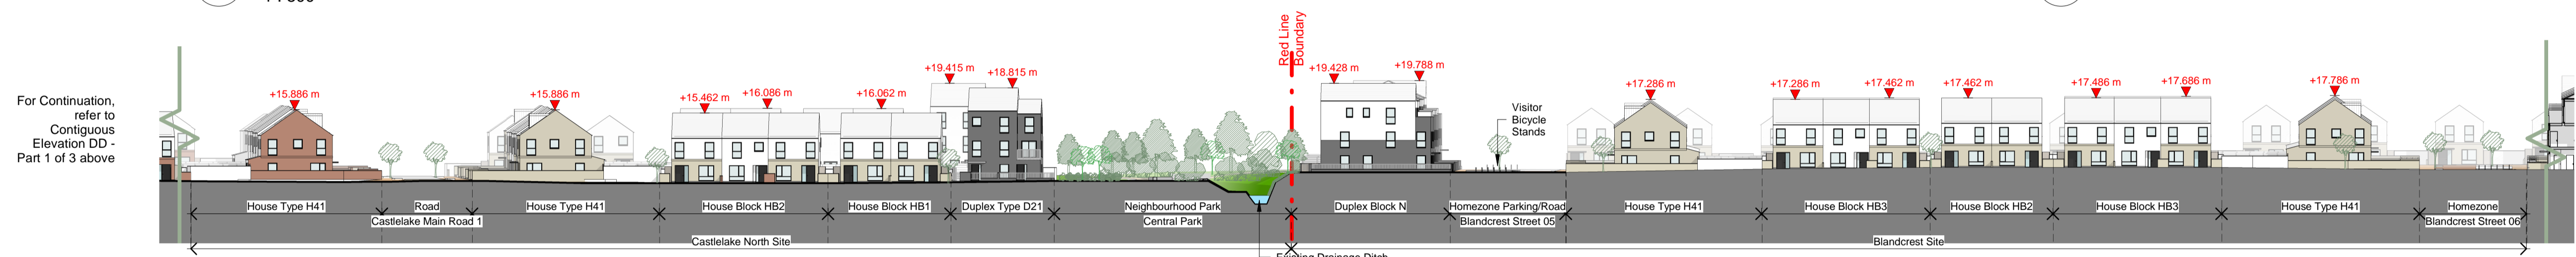 For Continuation,
refer to
Contiguous
Elevation DD -
Part 1 of 3 above
+15.886 m
+15.886 m
+15.462 m
+16.086 m
+16.062 m
+19.415 m
+18.815 m
Red Line
Boundary
+19.428 m
+19.788 m
Visitor
Bicycle
Stands
+17.286 m
+17.286 m
+17.462 m
+17.462 m
+17.486 m
+17.686 m
+17.786 m
House Type H41
Road
House Type H41
House Block HB2
House Block HB1
Duplex Type D21
Neighbourhood Park
Duplex Block N
Homezone Parking/Road
House Type H41
House Block HB3
House Block HB2
House Block HB3
House Type H41
Homezone
Castlelake Main Road 1
Central Park
Blandcrest Street 05
Blandcrest Street 06
Castlelake North Site
Blandcrest Site
Existing Drainage Ditch